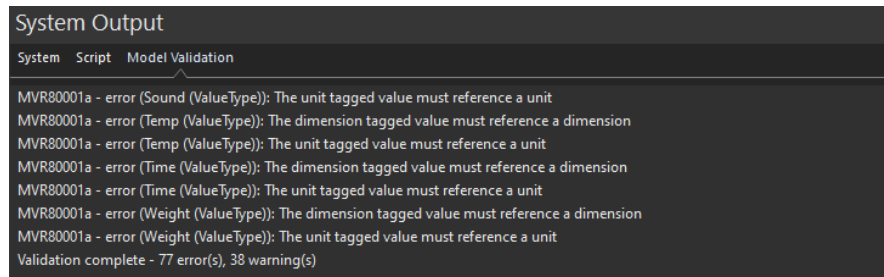 System Output
System Script Model Validation
MVR80001a - error (Sound (ValueType)): The unit tagged value must reference a unit
MVR80001a - error (Temp (ValueType)): The dimension tagged value must reference a dimension
MVR80001a - error (Temp (ValueType)): The unit tagged value must reference a unit
MVR80001a - error (Time (ValueType)): The dimension tagged value must reference a dimension
MVR80001a - error (Time (ValueType)): The unit tagged value must reference a unit
MVR80001a - error (Weight (ValueType)): The dimension tagged value must reference a dimension
MVR80001a - error (Weight (ValueType)): The unit tagged value must reference a unit
Validation complete - 77 error(s), 38 warning(s)